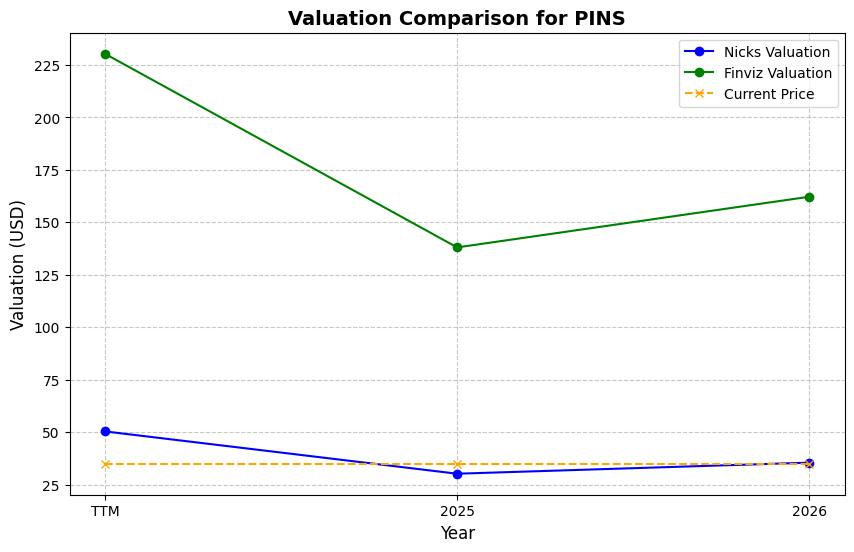 Valuation Comparison for PINS
Nicks Valuation
Finviz Valuation
Current Price
Valuation (USD)
225
200
175
150
125
100
75
50
25
TTM
2025
2026
Year